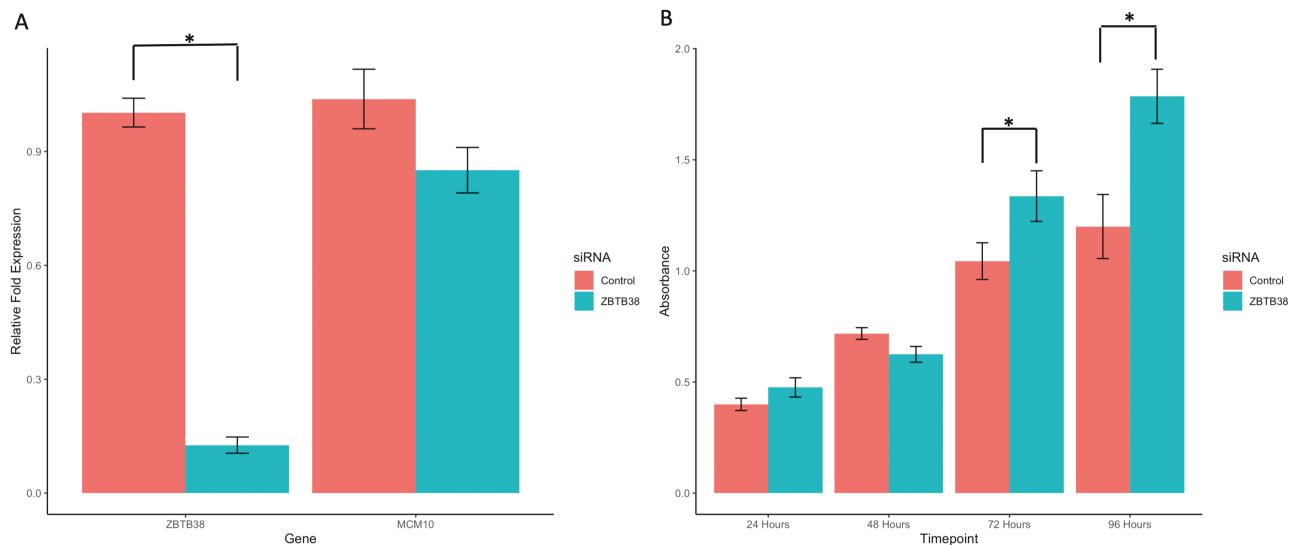 A
*
Relative Fold Expression
0.9
0.6
0.3
0.0
ZBTB38
MCM10
Gene
siRNA
Control
ZBTB38
B
*
*
Absorbance
2.0
1.5
1.0
0.5
0.0
24 Hours
48 Hours
72 Hours
96 Hours
Timepoint
siRNA
Control
ZBTB38